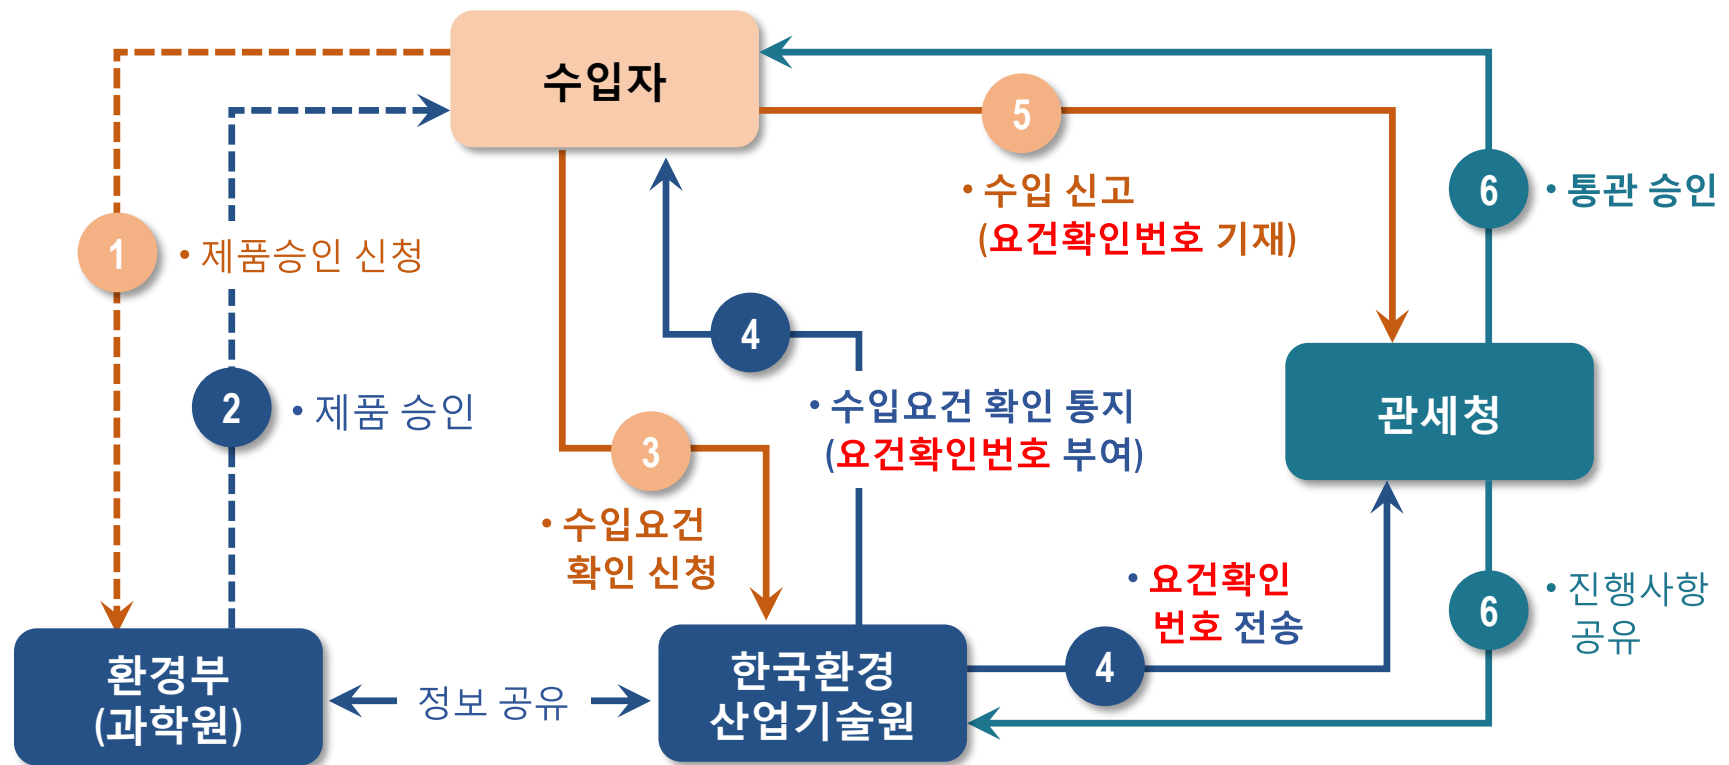 수입자
1
• 제품승인 신청
2
• 제품 승인
3
• 수입요건
확인 신청
4
• 수입요건 확인 통지
(요건확인번호 부여)
5
• 수입 신고
(요건확인번호 기재)
6
• 통관 승인
관세청
• 요건확인
번호 전송
4
6
• 진행사항
공유
환경부
(과학원)
정보 공유
한국환경
산업기술원